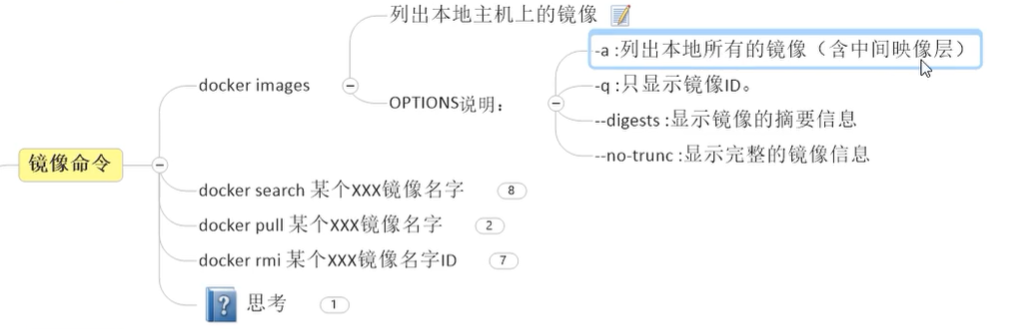 镜像命令
docker images
列出本地主机上的镜像
OPTIONS说明：
-a :列出本地所有的镜像（含中间映像层）
-q :只显示镜像ID。
--digests :显示镜像的摘要信息
--no-trunc :显示完整的镜像信息
docker search 某个XXX镜像名字 8
docker pull 某个XXX镜像名字 2
docker rmi 某个XXX镜像名字ID 7
? 思考 1